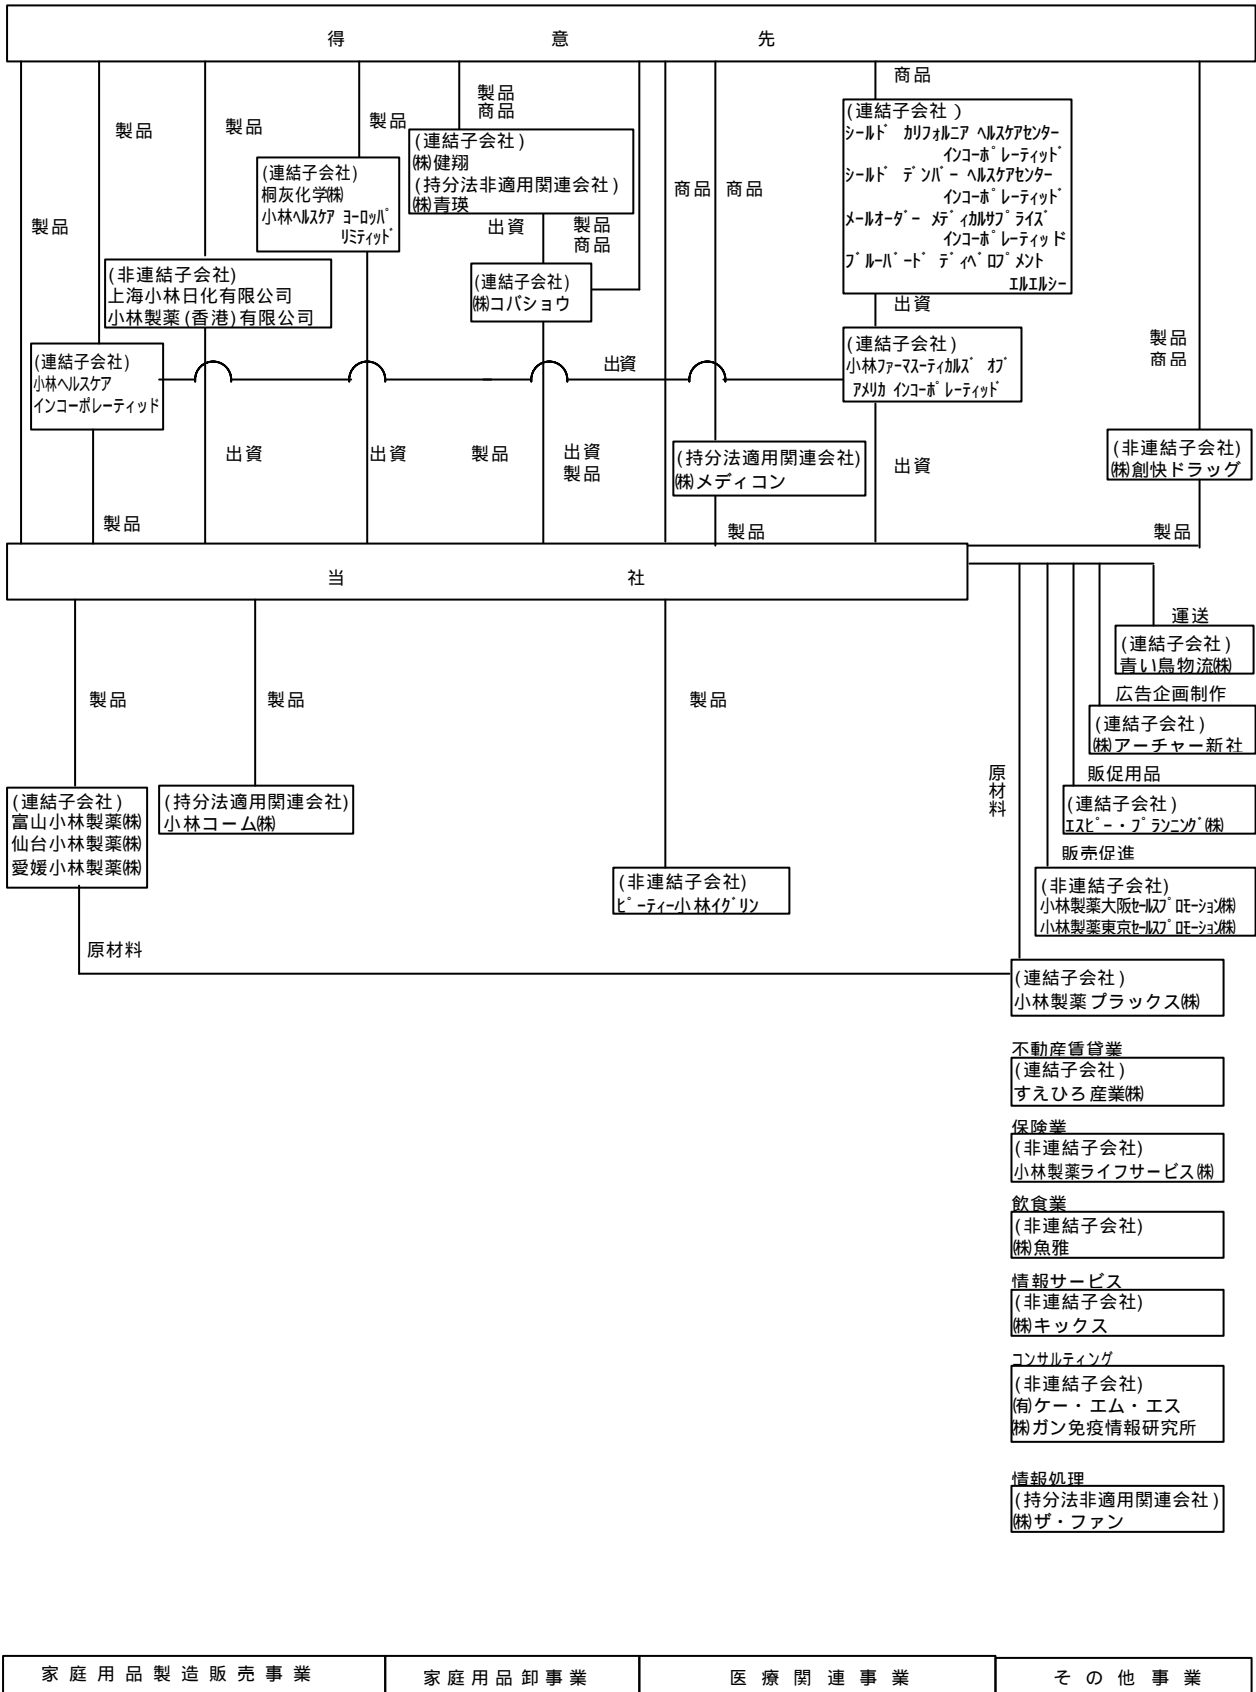 得意先
商品
製品
商品
製品
製品
製品
製品
商品
商品
製品
商品
(連結子会社)
シールド カリフォルニア ヘルスケアセンター
インコーポレーティッド
シールド デンバー ヘルスケアセンター
インコーポレーティッド
メールオーダー メディカルサプライズ
インコーポレーティッド
ブルーバード ディベロプメント
エルエルシー
(連結子会社)
㈱健翔
(持分法非適用関連会社)
㈱青瑛
(連結子会社)
桐灰化学㈱
小林ヘルスケア ヨーロッパ
リミティッド
出資
製品
商品
(非連結子会社)
上海小林日化有限公司
小林製薬(香港)有限公司
(連結子会社)
㈱コバショウ
出資
(連結子会社)
小林ヘルスケア
インコーポレーティッド
出資
(連結子会社)
小林ファーマスーティカルズ オブ
アメリカ インコーポレーティッド
出資
出資
製品
出資
製品
(持分法適用関連会社)
㈱メディコン
出資
(非連結子会社)
㈱創快ドラッグ
製品
製品
製品
当社
運送
(連結子会社)
青い鳥物流㈱
製品
製品
製品
広告企画制作
(連結子会社)
㈱アーチャー新社
原材料
販促用品
(連結子会社)
エスピー・プランニング㈱
(連結子会社)
富山小林製薬㈱
仙台小林製薬㈱
愛媛小林製薬㈱
(持分法適用関連会社)
小林コーム㈱
販売促進
(非連結子会社)
小林製薬大阪セールスプロモーション㈱
小林製薬東京セールスプロモーション㈱
(非連結子会社)
ピーティー小林イグリン
原材料
(連結子会社)
小林製薬プラックス㈱
不動産賃貸業
(連結子会社)
すえひろ産業㈱
保険業
(非連結子会社)
小林製薬ライフサービス㈱
飲食業
(非連結子会社)
㈱魚雅
情報サービス
(非連結子会社)
㈱キックス
コンサルティング
(非連結子会社)
㈲ケー・エム・エス
㈱ガン免疫情報研究所
情報処理
(持分法非適用関連会社)
㈱ザ・ファン
家庭用品製造販売事業
家庭用品卸事業
医療関連事業
その他事業